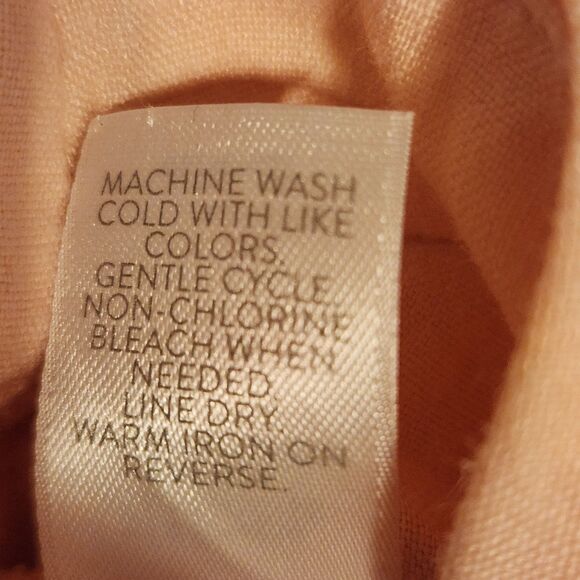 MACHINE WASH
COLD WITH LIKE
COLORS.
GENTLE CYCLE.
NON-CHLORINE
BLEACH WHEN
NEEDED.
LINE DRY.
WARM IRON ON
REVERSE.